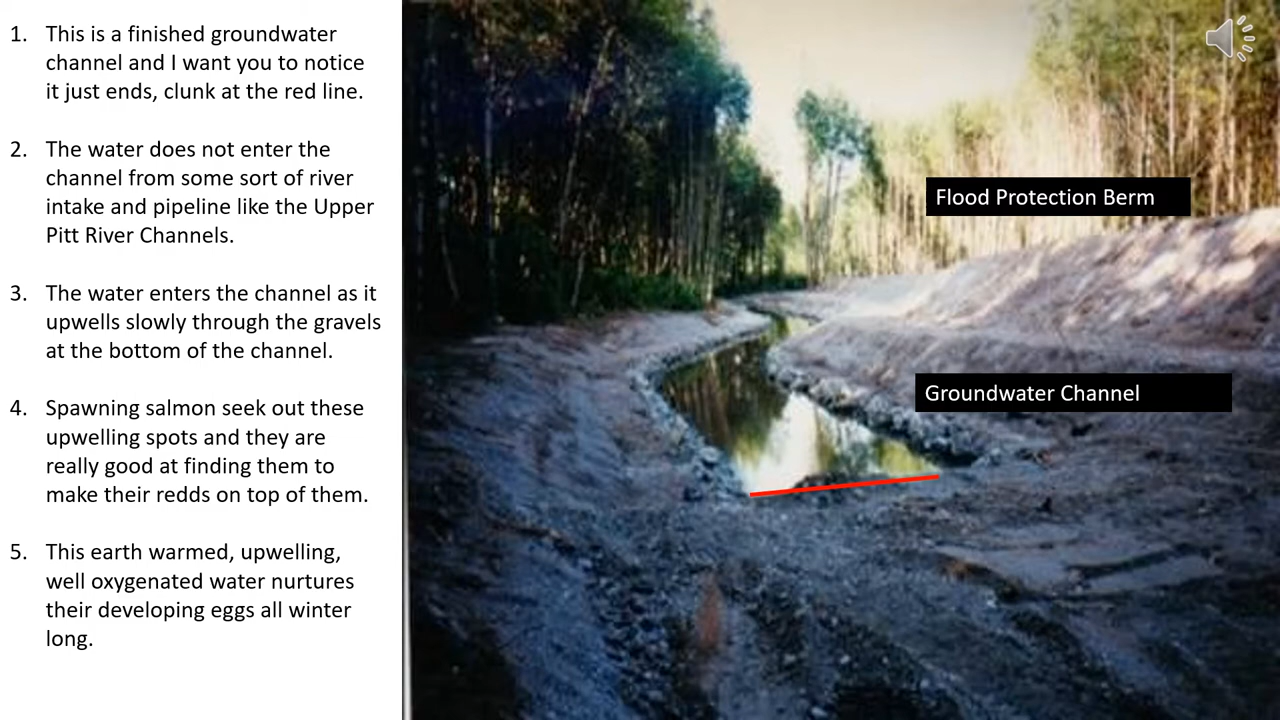 1. This is a finished groundwater
channel and I want you to notice
it just ends, clunk at the red line.
2. The water does not enter the
channel from some sort of river
intake and pipeline like the Upper
Pitt River Channels.
3. The water enters the channel as it
upwells slowly through the gravels
at the bottom of the channel.
4. Spawning salmon seek out these
upwelling spots and they are
really good at finding them to
make their redds on top of them.
5. This earth warmed, upwelling,
well oxygenated water nurtures
their developing eggs all winter
long.
Flood Protection Berm
Groundwater Channel